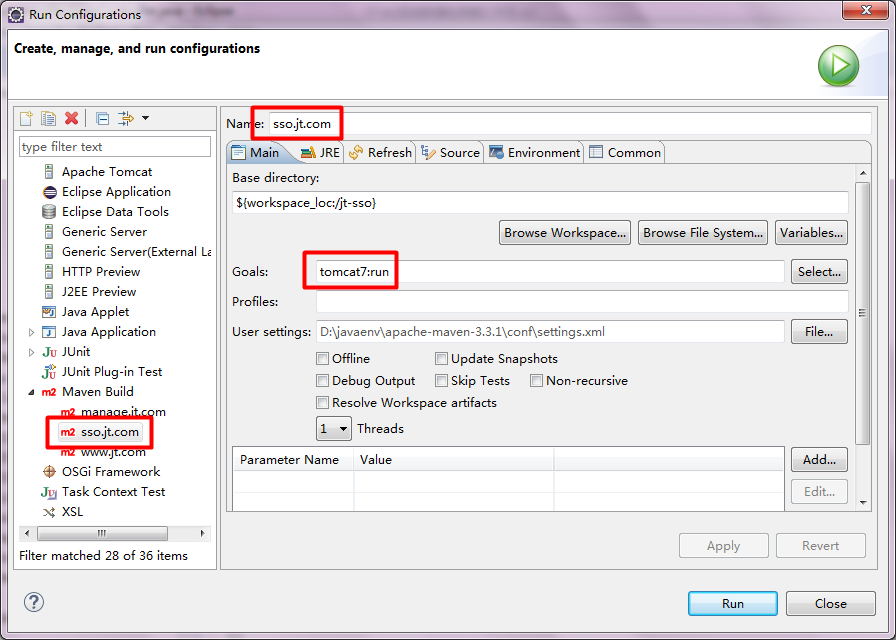 Run Configurations
Create, manage, and run configurations
type filter text
Apache Tomcat
Eclipse Application
Eclipse Data Tools
Generic Server
Generic Server(External La
HTTP Preview
J2EE Preview
Java Applet
Java Application
JUnit
JUnit Plug-in Test
Maven Build
manage.jt.com
sso.jt.com
www.jt.com
OSGi Framework
Task Context Test
XSL
Filter matched 28 of 36 items
Name: sso.jt.com
Main JRE Refresh Source Environment Common
Base directory:
${workspace_loc:/jt-sso}
Browse Workspace... Browse File System... Variables...
Goals: tomcat7:run Select...
Profiles:
User settings: D:\javaenv\apache-maven-3.3.1\conf\settings.xml File...
Offline Update Snapshots
Debug Output Skip Tests Non-recursive
Resolve Workspace artifacts
1 Threads
Parameter Name Value Add...
Edit...
Apply Revert
Run Close